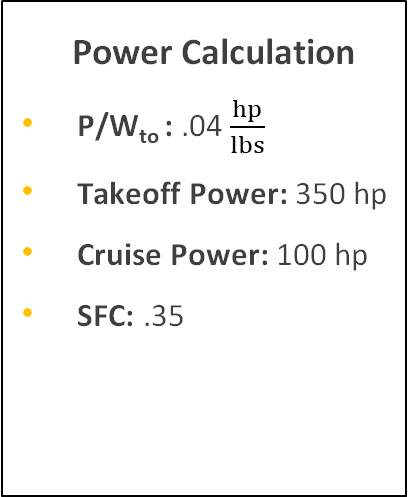 Power Calculation
• P/Wto : .04 hp/lbs
• Takeoff Power: 350 hp
• Cruise Power: 100 hp
• SFC: .35